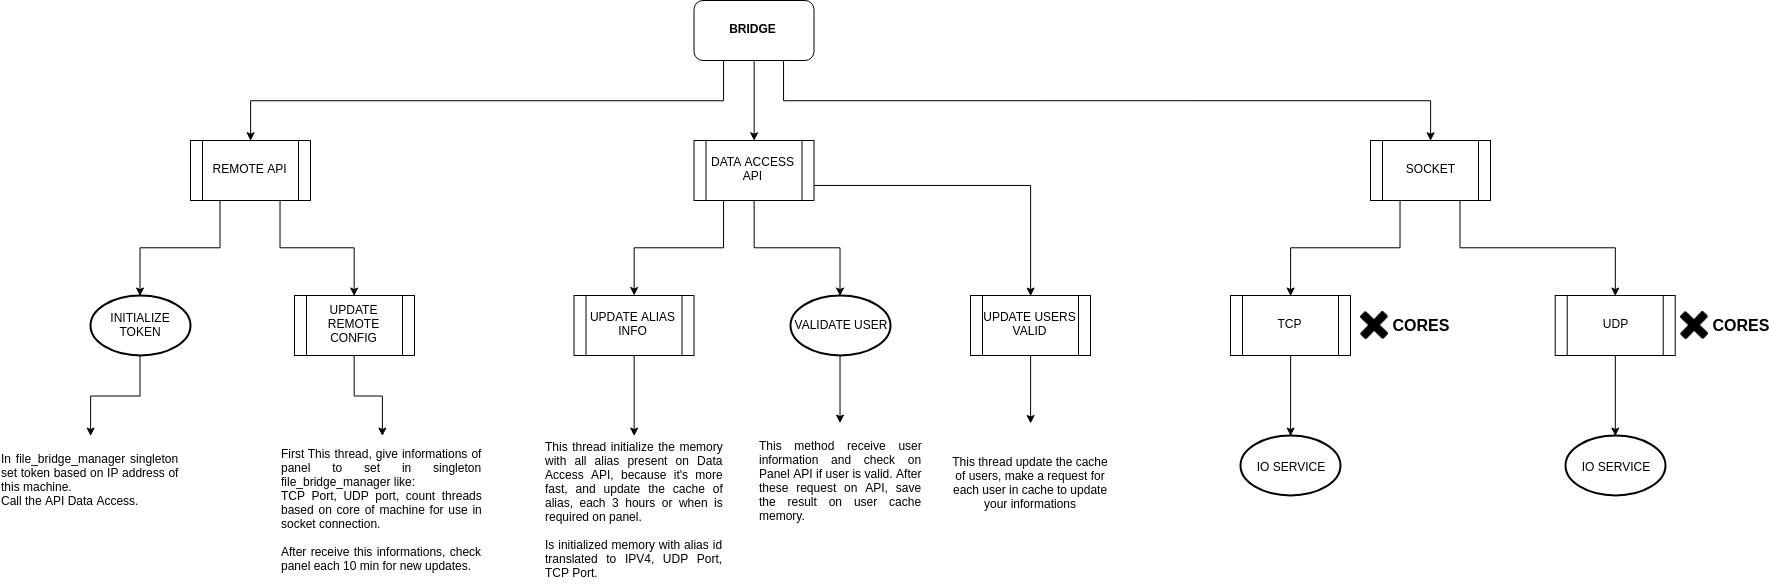 BRIDGE
REMOTE API
DATA ACCESS
API
SOCKET
INITIALIZE
TOKEN
UPDATE
REMOTE
CONFIG
UPDATE ALIAS
INFO
VALIDATE USER
UPDATE USERS
VALID
TCP
CORES
UDP
CORES
In file_bridge_manager singleton
set token based on IP address of
this machine.
Call the API Data Access.
First This thread, give informations of
panel to set in singleton
file_bridge_manager like:
TCP Port, UDP port, count threads
based on core of machine for use in
socket connection.
After receive this informations, check
panel each 10 min for new updates.
This thread initialize the memory
with all alias present on Data
Access API, because it's more
fast, and update the cache of
alias, each 3 hours or when is
required on panel.
Is initialized memory with alias id
translated to IPV4, UDP Port,
TCP Port.
This method receive user
information and check on
Panel API if user is valid. After
these request on API, save
the result on user cache
memory.
This thread update the cache
of users, make a request for
each user in cache to update
your informations
IO SERVICE
IO SERVICE